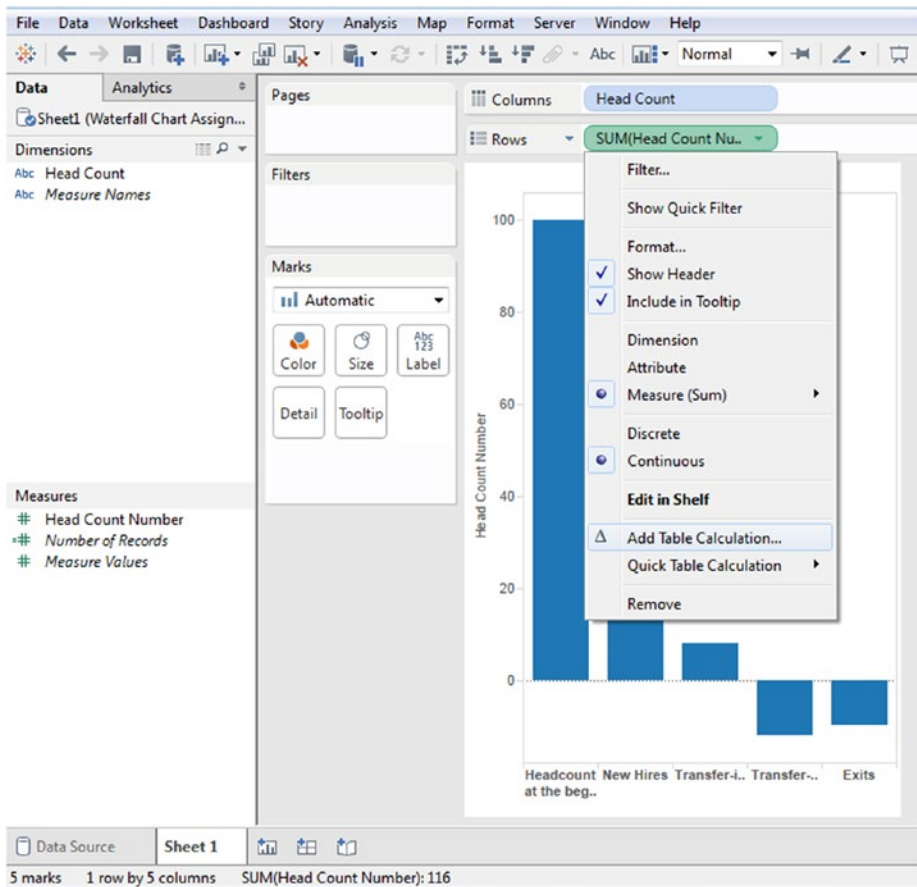 File Data Worksheet Dashboard Story Analysis Map Format Server Window Help
Abc Normal
Data Analytics
Sheet1 (Waterfall Chart Assign...
Dimensions
Abc Head Count
Abc Measure Names
Measures
# Head Count Number
=# Number of Records
# Measure Values
Pages
Filters
Marks
Automatic
Color Size Abc 123 Label
Detail Tooltip
Columns Head Count
Rows SUM(Head Count Nu..
Filter...
Show Quick Filter
Format...
Show Header
Include in Tooltip
Dimension
Attribute
Measure (Sum)
Discrete
Continuous
Edit in Shelf
Δ Add Table Calculation...
Quick Table Calculation
Remove
Head Count Number
100
80
60
40
20
0
Headcount New Hires Transfer-i.. Transfer-.. Exits
at the beg..
Data Source Sheet 1
5 marks 1 row by 5 columns SUM(Head Count Number): 116